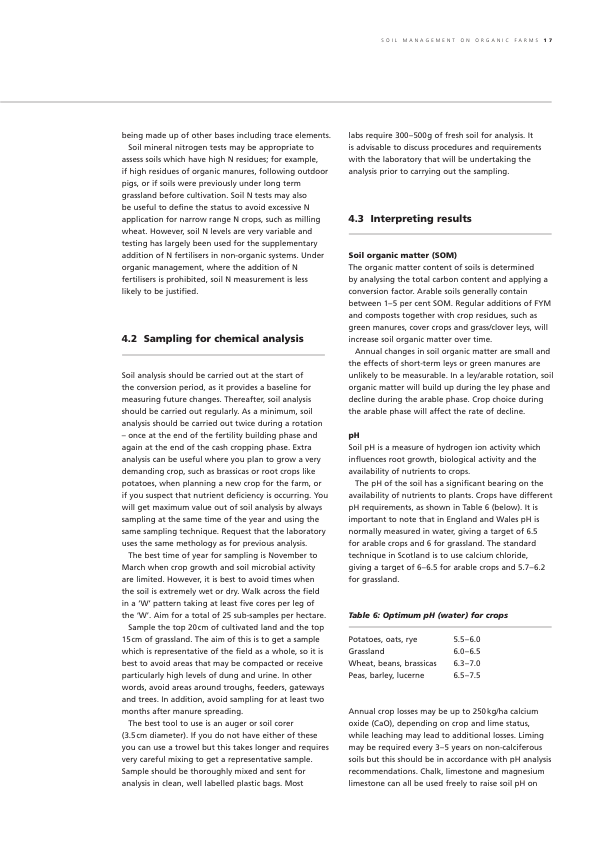 SOIL MANAGEMENT ON ORGANIC FARMS 17
being made up of other bases including trace elements.
Soil mineral nitrogen tests may be appropriate to
assess soils which have high N residues; for example,
if high residues of organic manures, following outdoor
pigs, or if soils were previously under long term
grassland before cultivation. Soil N tests may also
be useful to define the status to avoid excessive N
application for narrow range N crops, such as milling
wheat. However, soil N levels are very variable and
testing has largely been used for the supplementary
addition of N fertilisers in non-organic systems. Under
organic management, where the addition of N
fertilisers is prohibited, soil N measurement is less
likely to be justified.
4.2 Sampling for chemical analysis
Soil analysis should be carried out at the start of
the conversion period, as it provides a baseline for
measuring future changes. Thereafter, soil analysis
should be carried out regularly. As a minimum, soil
analysis should be carried out twice during a rotation
– once at the end of the fertility building phase and
again at the end of the cash cropping phase. Extra
analysis can be useful where you plan to grow a very
demanding crop, such as brassicas or root crops like
potatoes, when planning a new crop for the farm, or
if you suspect that nutrient deficiency is occurring. You
will get maximum value out of soil analysis by always
sampling at the same time of the year and using the
same sampling technique. Request that the laboratory
uses the same methology as for previous analysis.
The best time of year for sampling is November to
March when crop growth and soil microbial activity
are limited. However, it is best to avoid times when
the soil is extremely wet or dry. Walk across the field
in a ‘W’ pattern taking at least five cores per leg of
the ‘W’. Aim for a total of 25 sub-samples per hectare.
Sample the top 20cm of cultivated land and the top
15cm of grassland. The aim of this is to get a sample
which is representative of the field as a whole, so it is
best to avoid areas that may be compacted or receive
particularly high levels of dung and urine. In other
words, avoid areas around troughs, feeders, gateways
and trees. In addition, avoid sampling for at least two
months after manure spreading.
The best tool to use is an auger or soil corer
(3.5cm diameter). If you do not have either of these
you can use a trowel but this takes longer and requires
very careful mixing to get a representative sample.
Sample should be thoroughly mixed and sent for
analysis in clean, well labelled plastic bags. Most
labs require 300–500g of fresh soil for analysis. It
is advisable to discuss procedures and requirements
with the laboratory that will be undertaking the
analysis prior to carrying out the sampling.
4.3 Interpreting results
Soil organic matter (SOM)
The organic matter content of soils is determined
by analysing the total carbon content and applying a
conversion factor. Arable soils generally contain
between 1–5 per cent SOM. Regular additions of FYM
and composts together with crop residues, such as
green manures, cover crops and grass/clover leys, will
increase soil organic matter over time.
Annual changes in soil organic matter are small and
the effects of short-term leys or green manures are
unlikely to be measurable. In a ley/arable rotation, soil
organic matter will build up during the ley phase and
decline during the arable phase. Crop choice during
the arable phase will affect the rate of decline.
pH
Soil pH is a measure of hydrogen ion activity which
influences root growth, biological activity and the
availability of nutrients to crops.
The pH of the soil has a significant bearing on the
availability of nutrients to plants. Crops have different
pH requirements, as shown in Table 6 (below). It is
important to note that in England and Wales pH is
normally measured in water, giving a target of 6.5
for arable crops and 6 for grassland. The standard
technique in Scotland is to use calcium chloride,
giving a target of 6–6.5 for arable crops and 5.7–6.2
for grassland.
Table 6: Optimum pH (water) for crops
Potatoes, oats, rye 5.5–6.0
Grassland 6.0–6.5
Wheat, beans, brassicas 6.3–7.0
Peas, barley, lucerne 6.5–7.5
Annual crop losses may be up to 250kg/ha calcium
oxide (CaO), depending on crop and lime status,
while leaching may lead to additional losses. Liming
may be required every 3–5 years on non-calciferous
soils but this should be in accordance with pH analysis
recommendations. Chalk, limestone and magnesium
limestone can all be used freely to raise soil pH on